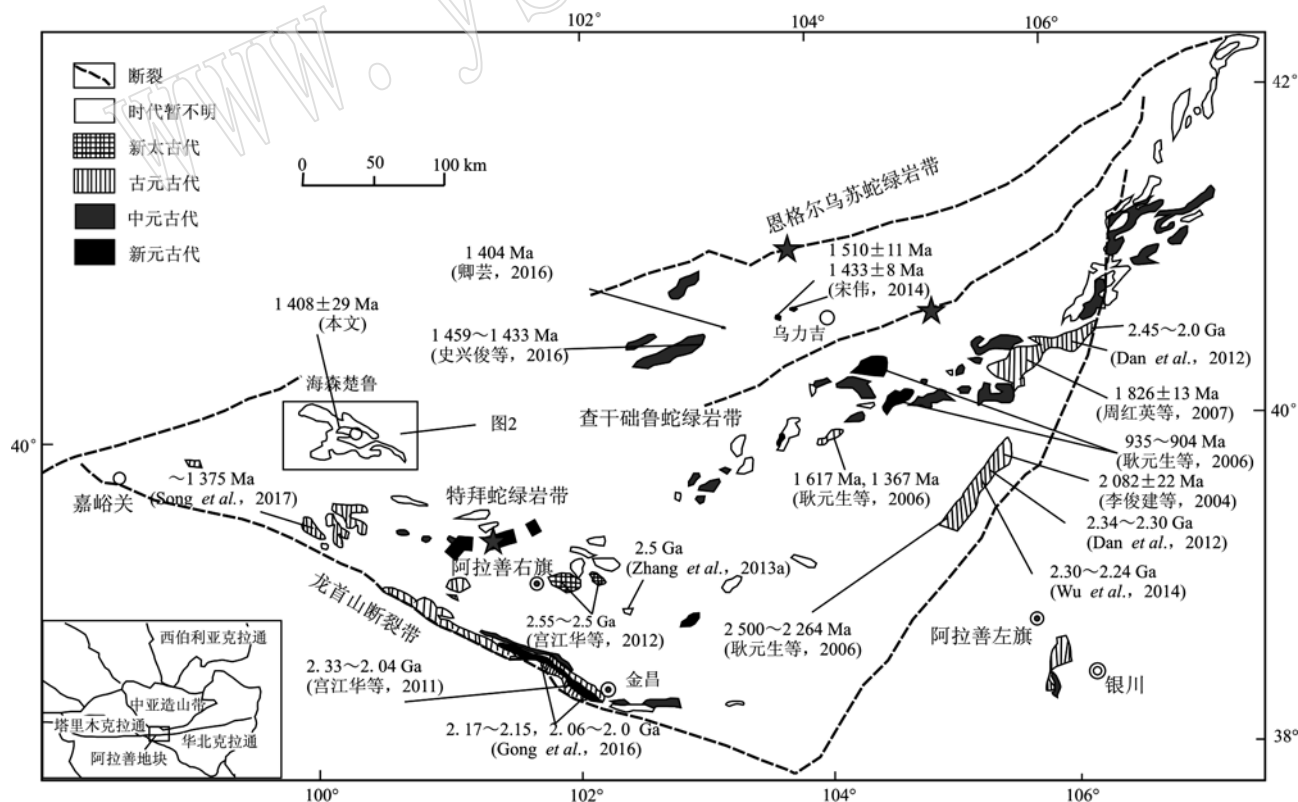 www.ys
102°
104°
106°
42°
断裂
时代暂不明
新太古代
古元古代
中元古代
新元古代
0 50 100 km
恩格尔乌苏蛇绿岩带
1 404 Ma
(卿芸，2016)
1 510±11 Ma
1 433±8 Ma
(宋伟，2014)
乌力吉
1 408±29 Ma
(本文)
1 459～1 433 Ma
(史兴俊等，2016)
海森楚鲁
图2
查干础鲁蛇绿岩带
2.45～2.0 Ga
(Dan et al., 2012)
1 826±13 Ma
(周红英等，2007)
40°
40°
935～904 Ma
(耿元生等，2006)
1 617 Ma, 1 367 Ma
(耿元生等，2006)
2 082±22 Ma
(李俊建等，2004)
2.34～2.30 Ga
(Dan et al., 2012)
2.30～2.24 Ga
(Wu et al., 2014)
嘉峪关
～1 375 Ma
(Song et al., 2017)
特拜蛇绿岩带
阿拉善右旗
2.5 Ga
(Zhang et al., 2013a)
龙首山断裂带
2.55～2.5 Ga
(宫江华等，2012)
2 500～2 264 Ma
(耿元生等，2006)
阿拉善左旗
银川
2. 33～2. 04 Ga
(宫江华等，2011)
金昌
2. 17～2.15, 2. 06～2. 0 Ga
(Gong et al., 2016)
38°
西伯利亚克拉通
中亚造山带
塔里木克拉通
华北克拉通
阿拉善地块
100°
102°
104°
106°